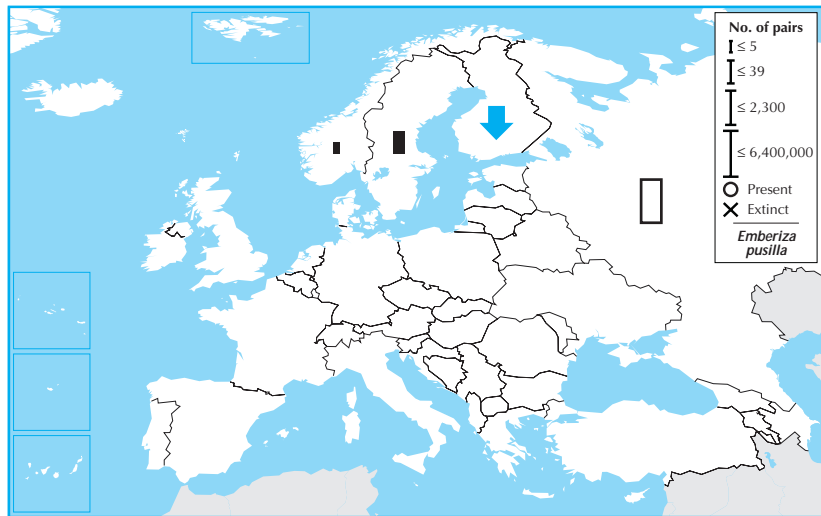 No. of pairs
≤ 5
≤ 39
≤ 2,300
≤ 6,400,000
Present
Extinct
Emberiza
pusilla